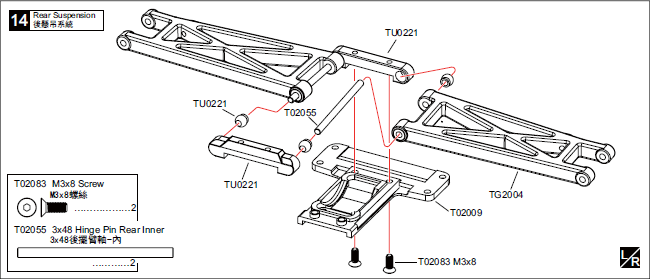 14 Rear Suspension
後懸吊系統
TU0221
TU0221
T02055
TU0221
TG2004
T02009
T02083 M3x8
T02083 M3x8 Screw
M3x8螺絲
..................2
T02055 3x48 Hinge Pin Rear Inner
3x48後擺臂軸-內
..................2
L/R